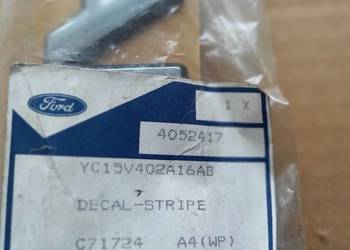 Ford
1 X
4052417
YC15V402A16AB
DECAL-STRIPE
C71724 A4(WP)